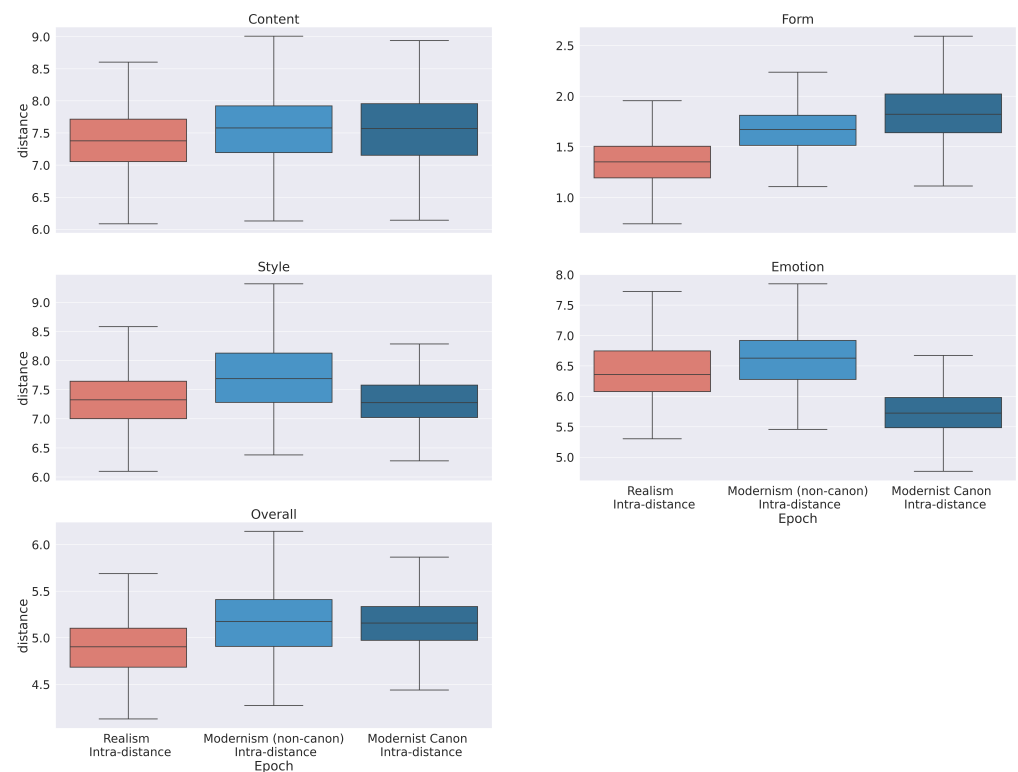 Content
distance
9.0
8.5
8.0
7.5
7.0
6.5
6.0
Form
2.5
2.0
1.5
1.0
Style
distance
9.0
8.5
8.0
7.5
7.0
6.5
6.0
Emotion
8.0
7.5
7.0
6.5
6.0
5.5
5.0
Realism
Intra-distance
Modernism (non-canon)
Intra-distance
Modernist Canon
Intra-distance
Epoch
Overall
distance
6.0
5.5
5.0
4.5
Realism
Intra-distance
Modernism (non-canon)
Intra-distance
Modernist Canon
Intra-distance
Epoch